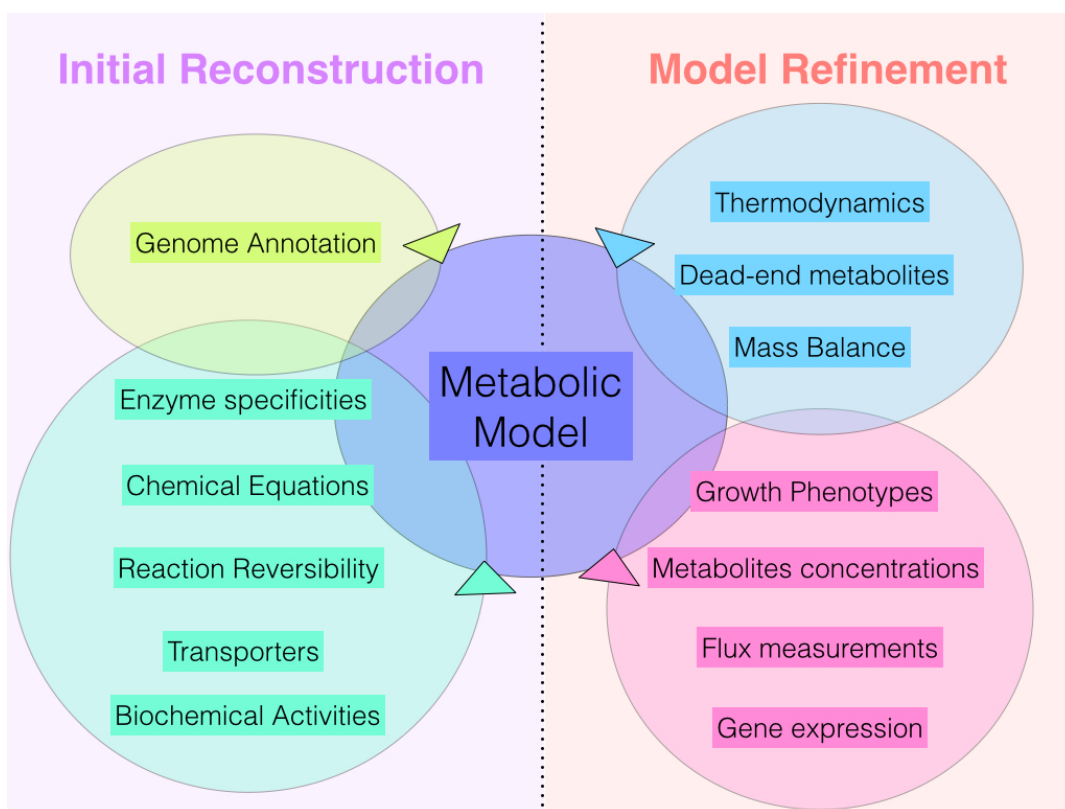 Initial Reconstruction
Model Refinement
Genome Annotation
Enzyme specificities
Chemical Equations
Reaction Reversibility
Transporters
Biochemical Activities
Metabolic
Model
Thermodynamics
Dead-end metabolites
Mass Balance
Growth Phenotypes
Metabolites concentrations
Flux measurements
Gene expression